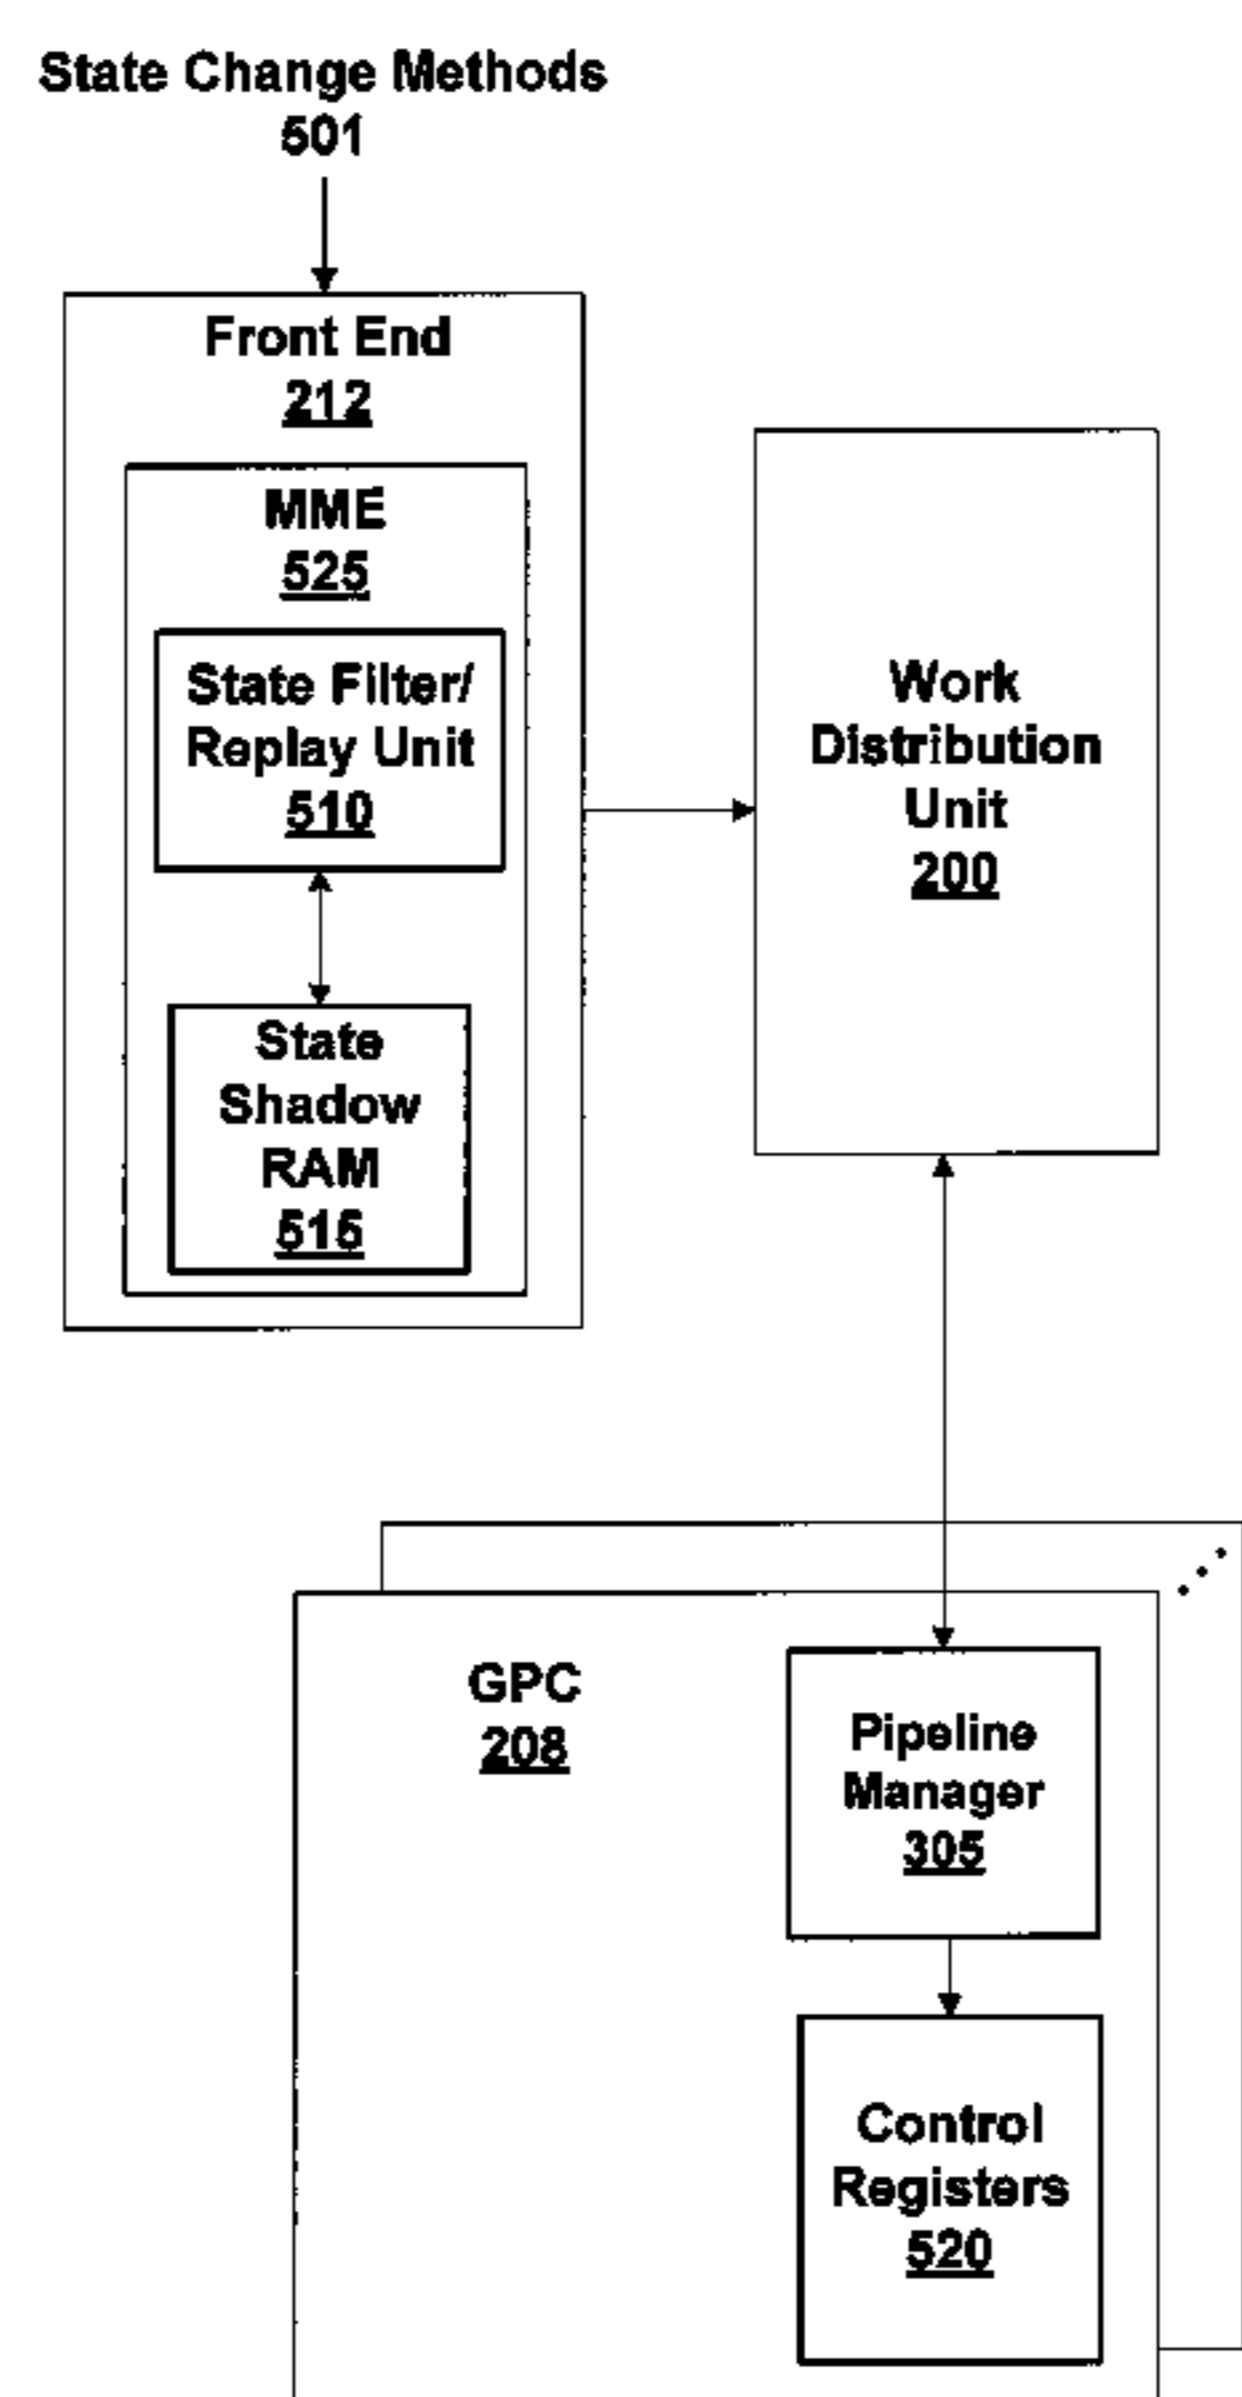 State Change Methods
501
Front End
212
MME
525
State Filter/
Replay Unit
510
State
Shadow
RAM
515
Work
Distribution
Unit
200
GPC
208
Pipeline
Manager
305
Control
Registers
520